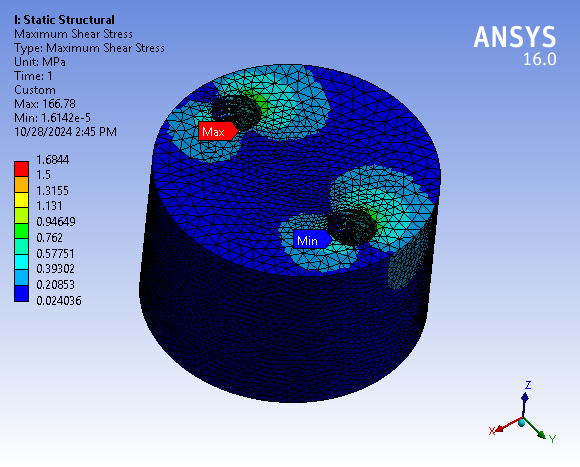 I: Static Structural
Maximum Shear Stress
Type: Maximum Shear Stress
Unit: MPa
Time: 1
Custom
Max: 166.78
Min: 1.6142e-5
10/28/2024 2:45 PM
ANSYS
16.0
1.6844
1.5
1.3155
1.131
0.94649
0.762
0.57751
0.39302
0.20853
0.024036
Max
Min
Z
X
Y